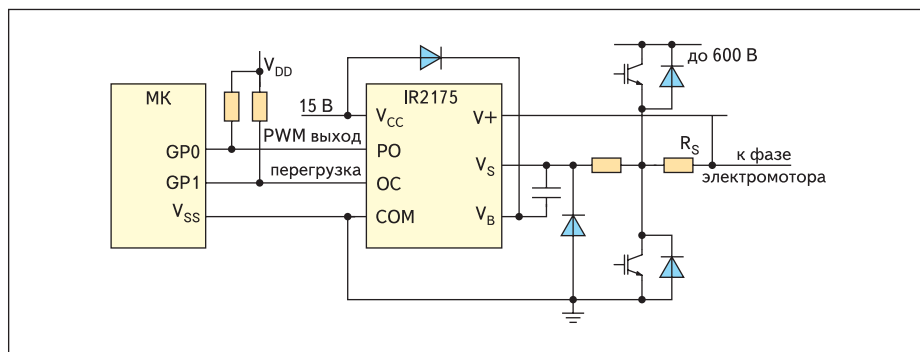 V_DD
до 600 В
МК
IR2175
15 В
V_CC
V+
PWM выход
GP0
PO
R_S
V_S
к фазе
электромотора
перегрузка
GP1
OC
V_SS
COM
V_B